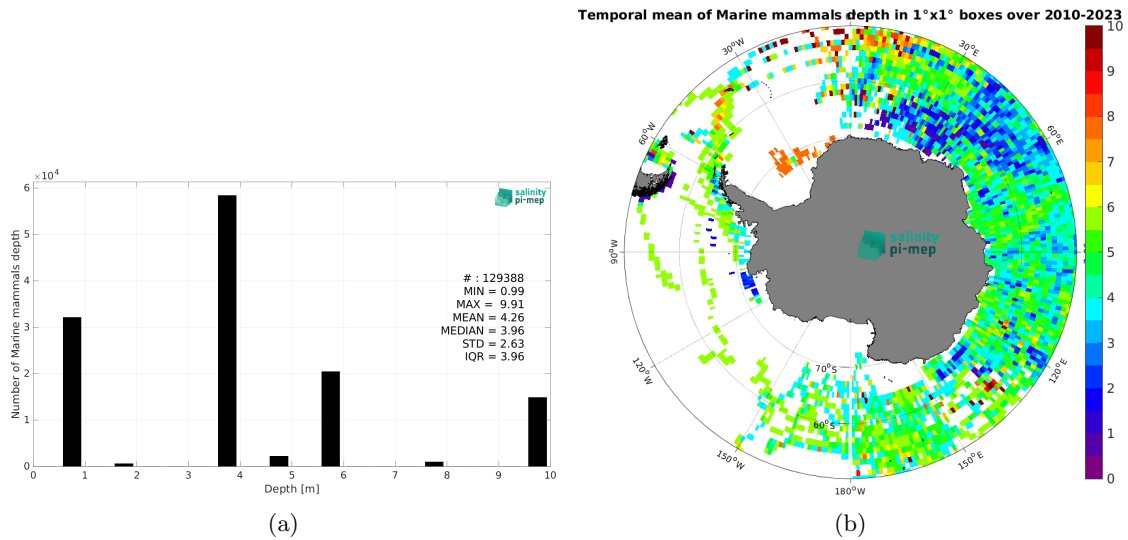 Temporal mean of Marine mammals depth in 1°x1° boxes over 2010-2023
×10⁴
6
5
4
3
2
1
0
Number of Marine mammals depth
salinity
pi-mep
# : 129388
MIN = 0.99
MAX = 9.91
MEAN = 4.26
MEDIAN = 3.96
STD = 2.63
IQR = 3.96
0 1 2 3 4 5 6 7 8 9 10
Depth [m]
(a)
30°W
30°E
60°W
60°E
90°W
salinity
pi-mep
120°W
120°E
70°S
60°S
150°W
150°E
180°W
10
9
8
7
6
5
4
3
2
1
0
(b)